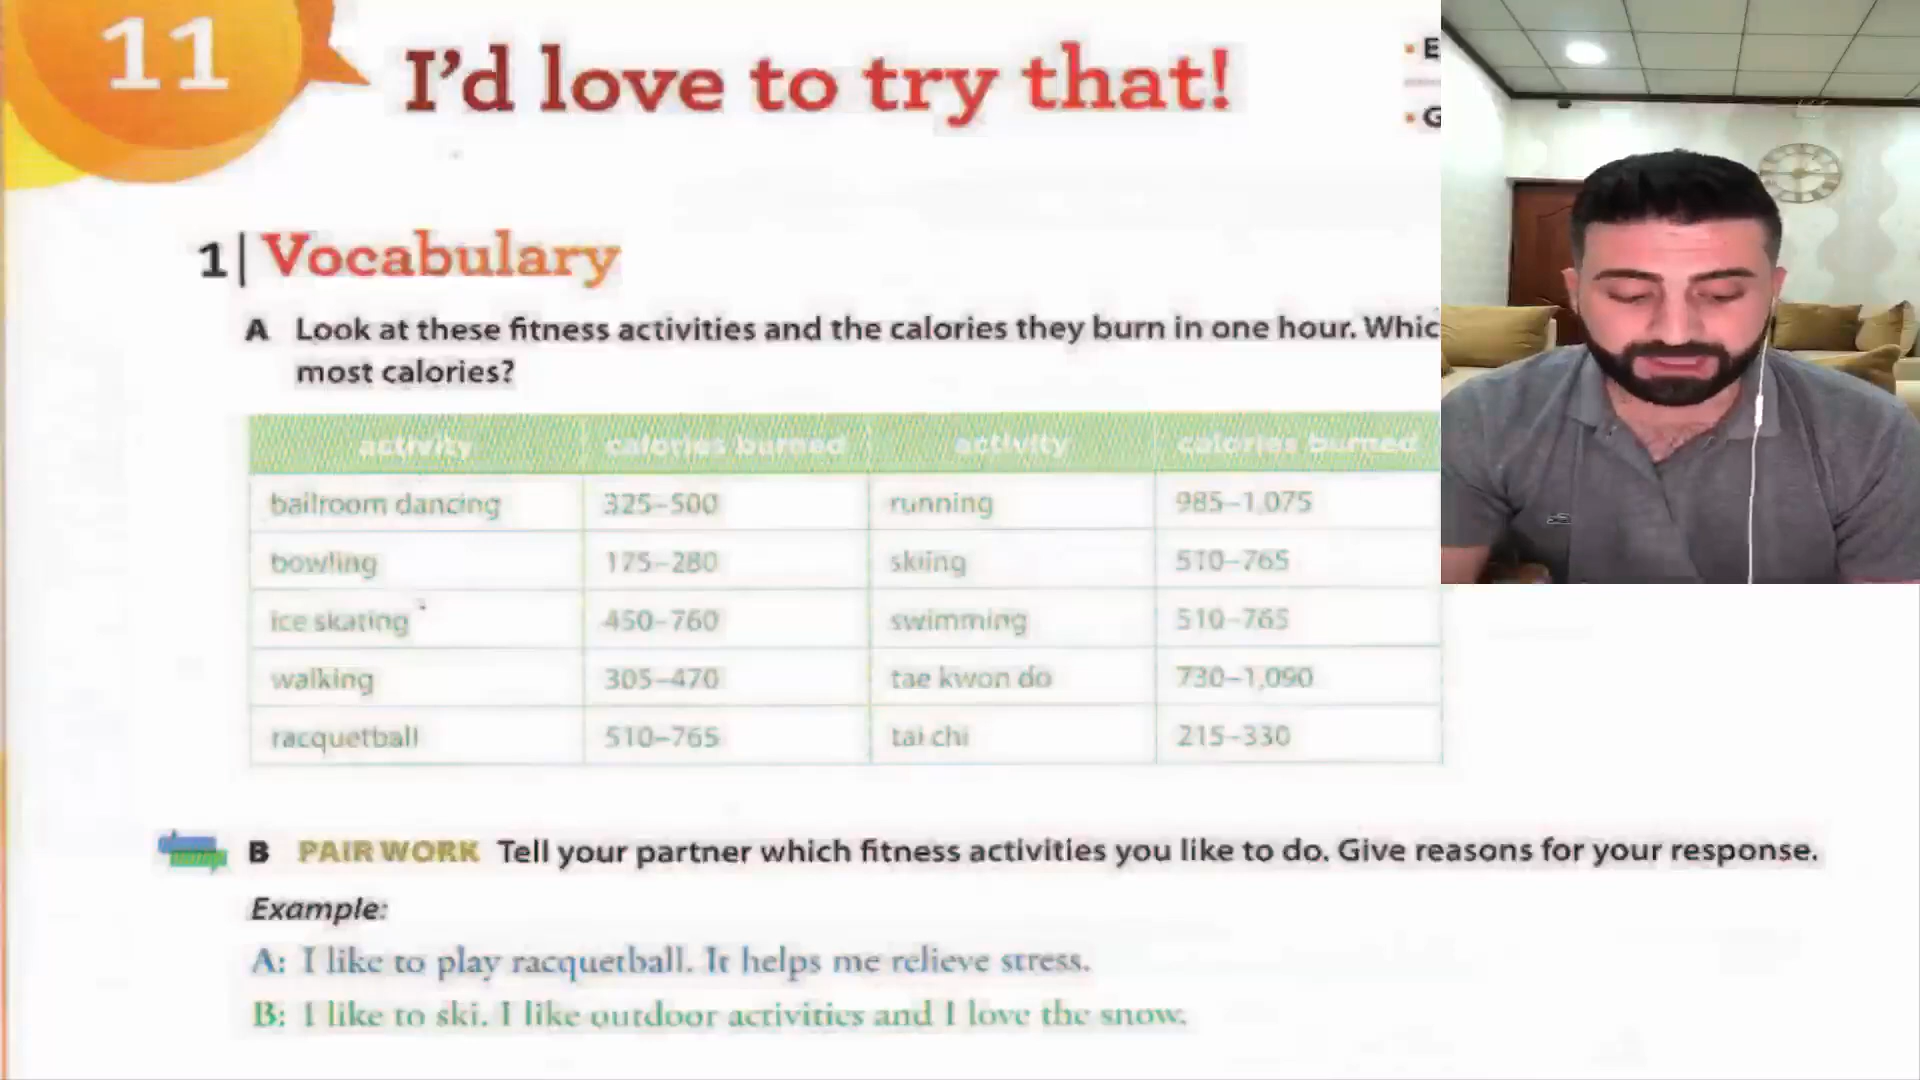 11
I'd love to try that!
• E
• G
1| Vocabulary
A Look at these fitness activities and the calories they burn in one hour. Whic
most calories?
activity calories burned activity calories burned
ballroom dancing 325–500 running 985–1,075
bowling 175–280 skiing 510–765
ice skating 450–760 swimming 510–765
walking 305–470 tae kwon do 730–1,090
racquetball 510–765 tai chi 215–330
B PAIR WORK Tell your partner which fitness activities you like to do. Give reasons for your response.
Example:
A: I like to play racquetball. It helps me relieve stress.
B: I like to ski. I like outdoor activities and I love the snow.